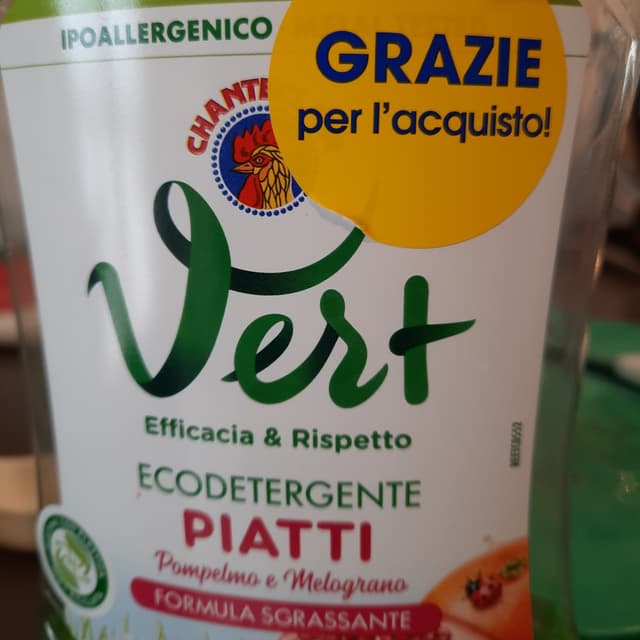 IPOALLERGENICO
GRAZIE
per l'acquisto!
Vert
Efficacia & Rispetto
ECODETERGENTE
PIATTI
Pompelmo e Melograno
FORMULA SGRASSANTE